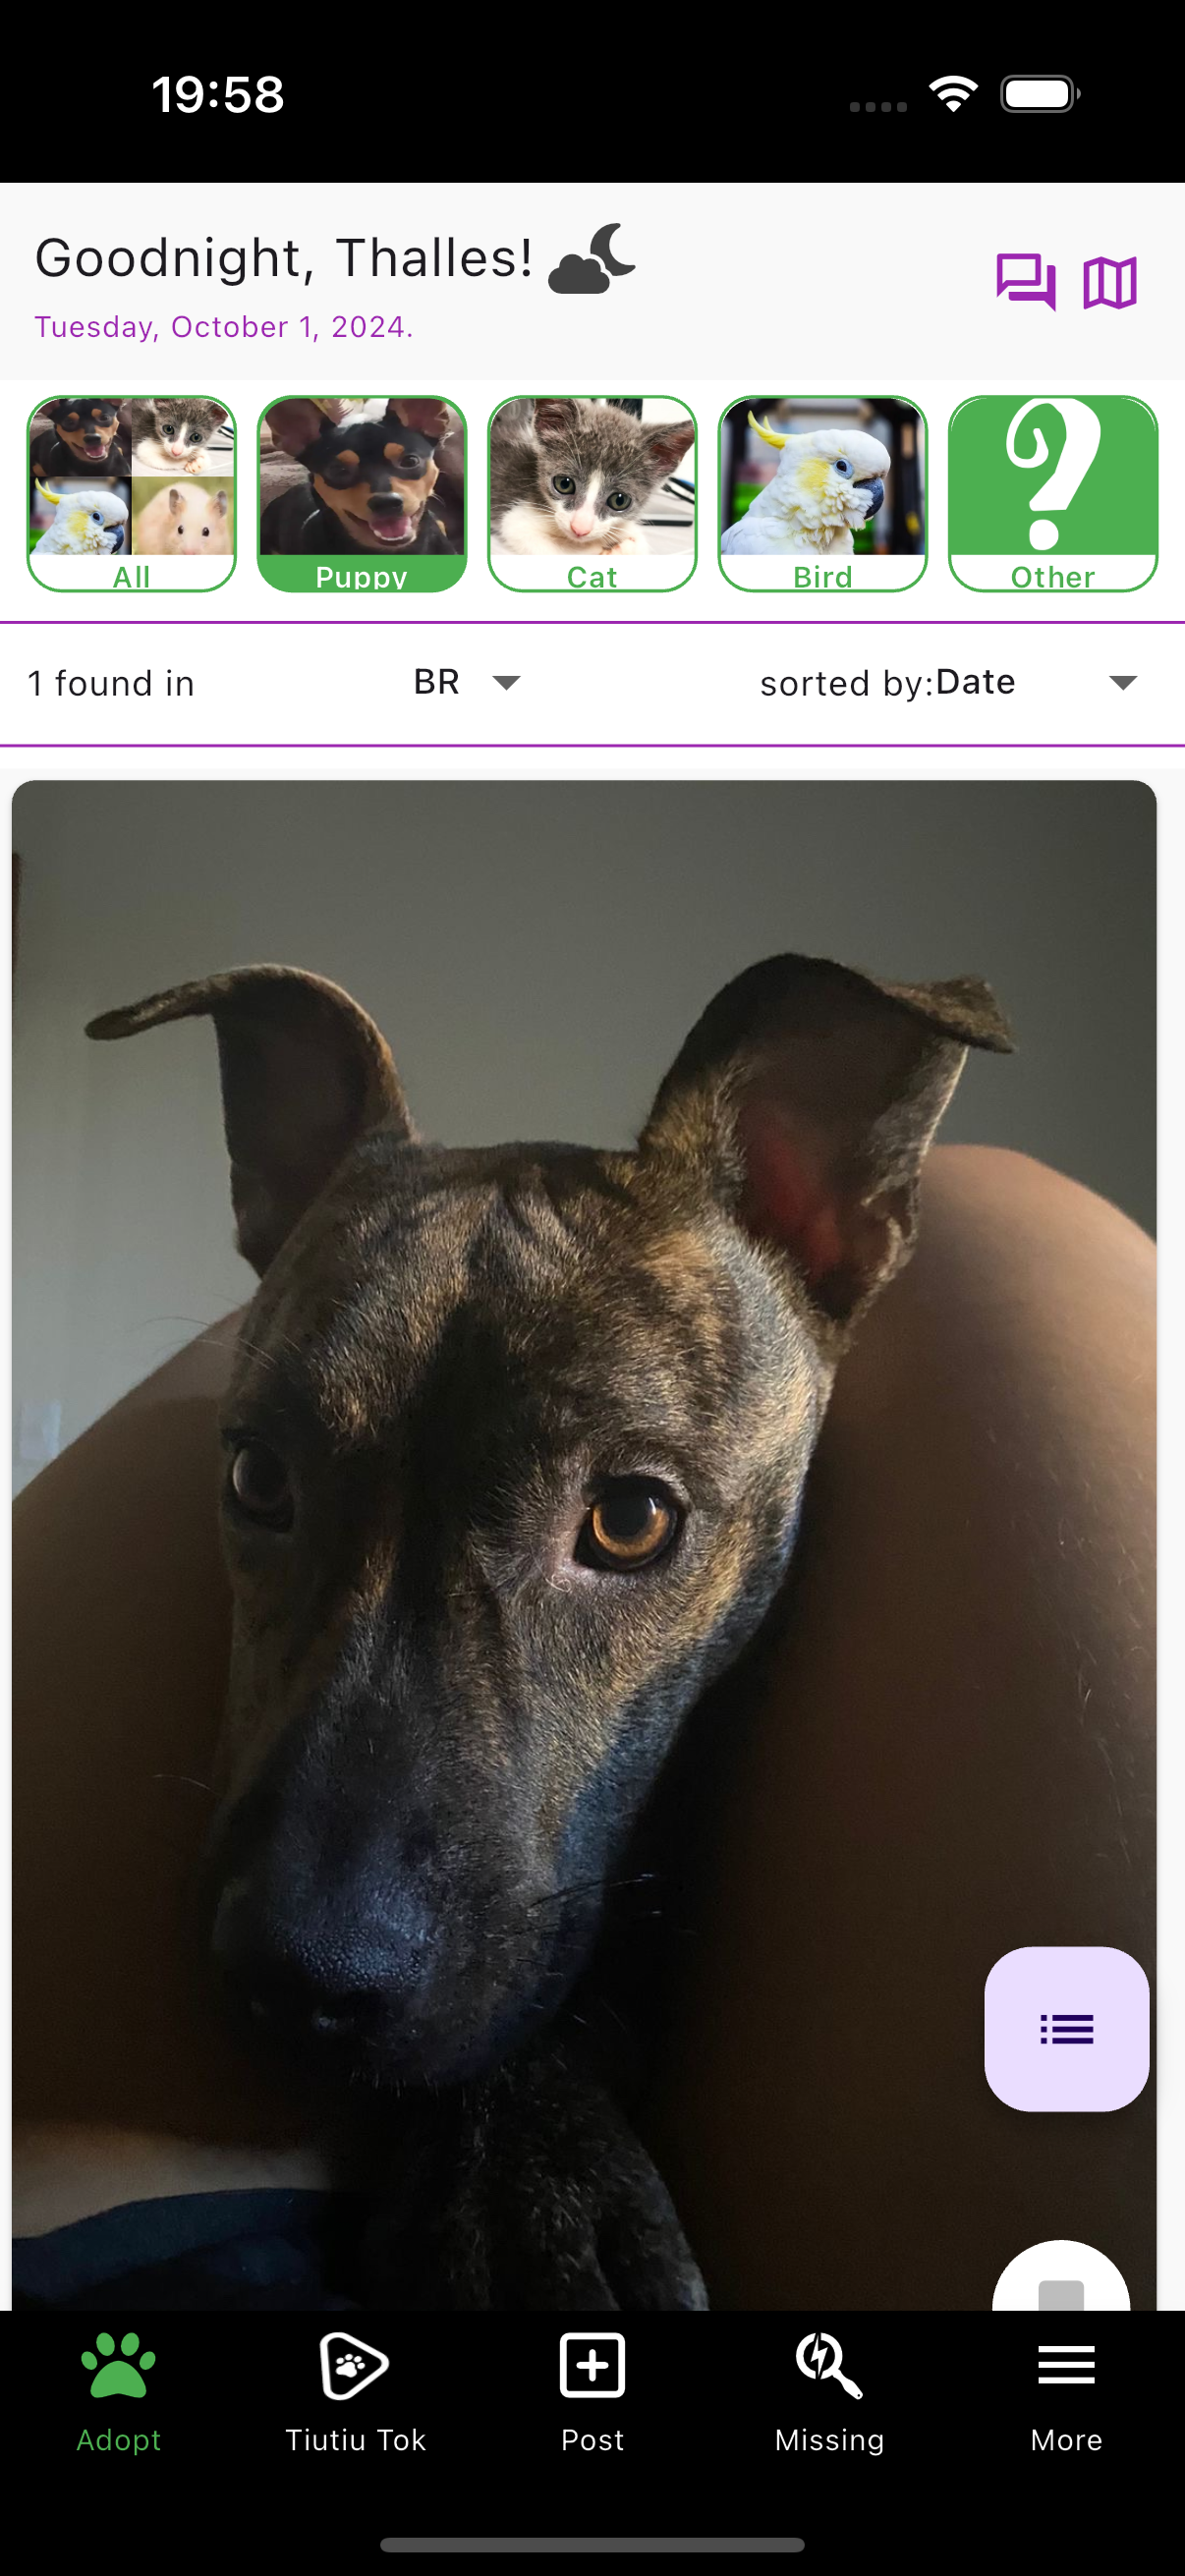 19:58
Goodnight, Thalles!
Tuesday, October 1, 2024.
All Puppy Cat Bird Other
1 found in BR sorted by: Date
Adopt Tiutiu Tok Post Missing More